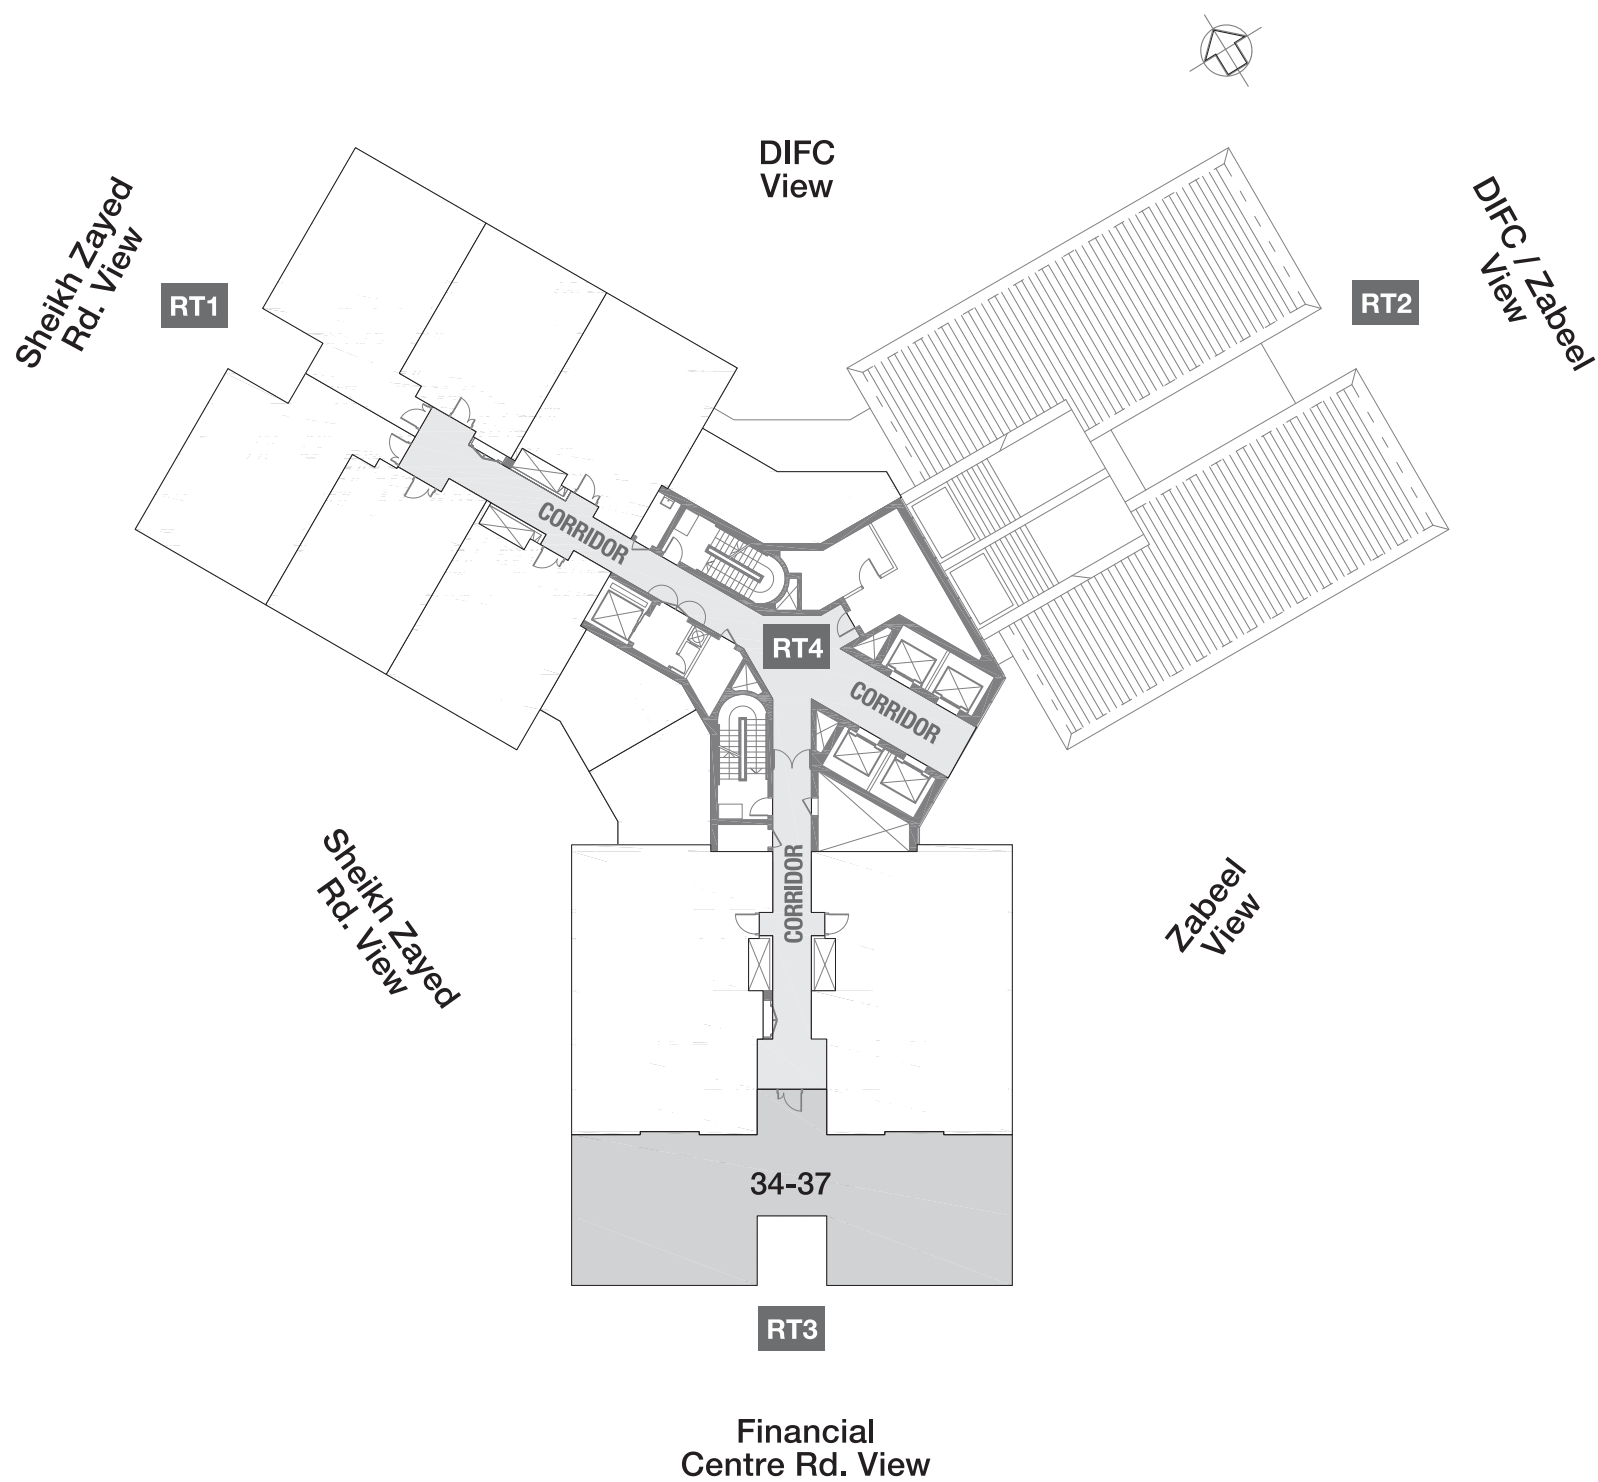 DIFC
View
Sheikh Zayed
Rd. View
DIFC / Zabeel
View
RT1
RT2
CORRIDOR
RT4
CORRIDOR
Sheikh Zayed
Rd. View
CORRIDOR
Zabeel
View
34-37
RT3
Financial
Centre Rd. View